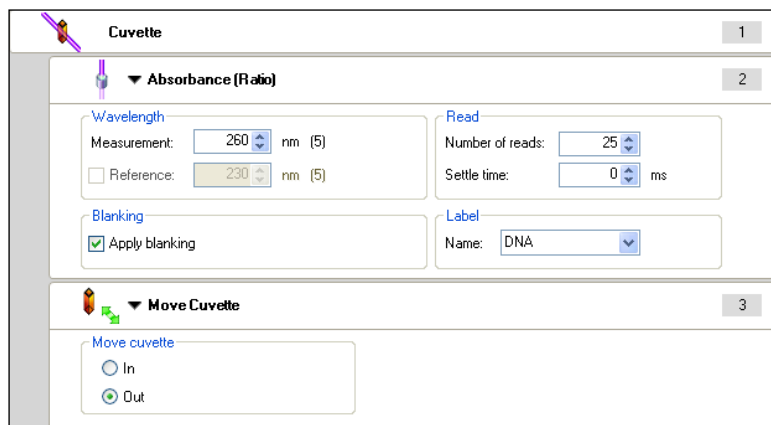 Cuvette 1
Absorbance (Ratio) 2
Wavelength
Measurement: 260 nm (5)
Reference: 230 nm (5)
Read
Number of reads: 25
Settle time: 0 ms
Blanking
Apply blanking
Label
Name: DNA
Move Cuvette 3
Move cuvette
In
Out